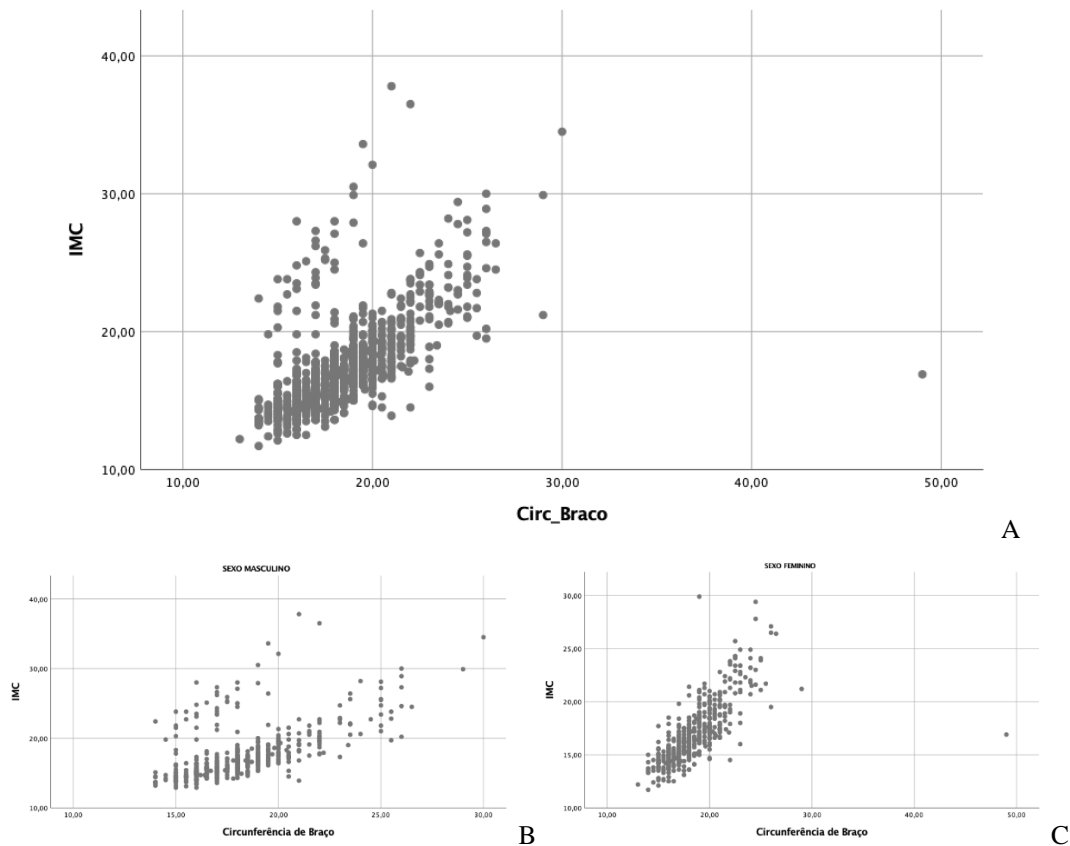 40,00
30,00
20,00
10,00
IMC
10,00 20,00 30,00 40,00 50,00
Circ_Braco
A
SEXO MASCULINO
40,00
30,00
20,00
10,00
IMC
10,00 15,00 20,00 25,00 30,00
Circunferência de Braço
B
SEXO FEMININO
30,00
25,00
20,00
15,00
10,00
IMC
10,00 20,00 30,00 40,00 50,00
Circunferência de Braço
C